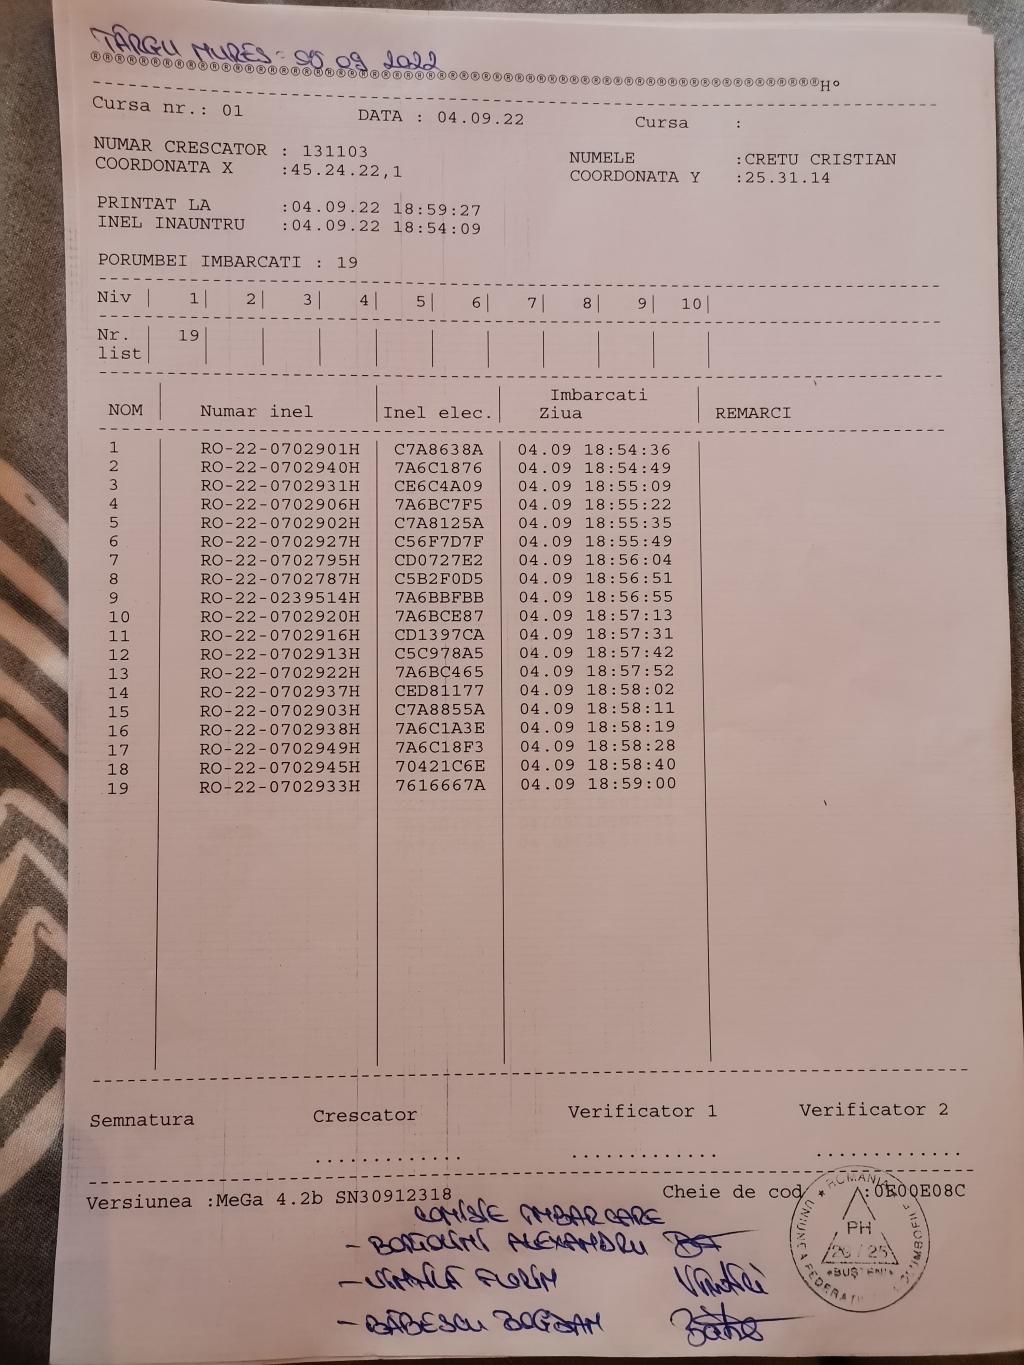 TÂRGU MUREȘ - 05 09 2022
®®®®®®®®®®®®®®®®®®®®®®®®®®®®®®®®®®®®®®®®®®®®®®®®®®®®®®®®®®®®®H°
Cursa nr.: 01 DATA : 04.09.22 Cursa :
NUMAR CRESCATOR : 131103 NUMELE :CRETU CRISTIAN
COORDONATA X :45.24.22,1 COORDONATA Y :25.31.14
PRINTAT LA :04.09.22 18:59:27
INEL INAUNTRU :04.09.22 18:54:09
PORUMBEI IMBARCATI : 19
Niv | 1| 2| 3| 4| 5| 6| 7| 8| 9| 10|
Nr. | 19|
list|
Imbarcati
NOM Numar inel Inel elec. Ziua REMARCI
1 RO-22-0702901H C7A8638A 04.09 18:54:36
2 RO-22-0702940H 7A6C1876 04.09 18:54:49
3 RO-22-0702931H CE6C4A09 04.09 18:55:09
4 RO-22-0702906H 7A6BC7F5 04.09 18:55:22
5 RO-22-0702902H C7A8125A 04.09 18:55:35
6 RO-22-0702927H C56F7D7F 04.09 18:55:49
7 RO-22-0702795H CD0727E2 04.09 18:56:04
8 RO-22-0702787H C5B2F0D5 04.09 18:56:51
9 RO-22-0239514H 7A6BBFBB 04.09 18:56:55
10 RO-22-0702920H 7A6BCE87 04.09 18:57:13
11 RO-22-0702916H CD1397CA 04.09 18:57:31
12 RO-22-0702913H C5C978A5 04.09 18:57:42
13 RO-22-0702922H 7A6BC465 04.09 18:57:52
14 RO-22-0702937H CED81177 04.09 18:58:02
15 RO-22-0702903H C7A8855A 04.09 18:58:11
16 RO-22-0702938H 7A6C1A3E 04.09 18:58:19
17 RO-22-0702949H 7A6C18F3 04.09 18:58:28
18 RO-22-0702945H 70421C6E 04.09 18:58:40
19 RO-22-0702933H 7616667A 04.09 18:59:00
Semnatura Crescator Verificator 1 Verificator 2
Versiunea :MeGa 4.2b SN30912318 Cheie de cod :0E00E08C
COMISIE IMBARCARE
- ALEXANDRU
- FLORIN
- BĂBESCU BOGDAN
ROMANIA
UNIUNEA FEDERATII
PH
20/25
*BUSTENI*